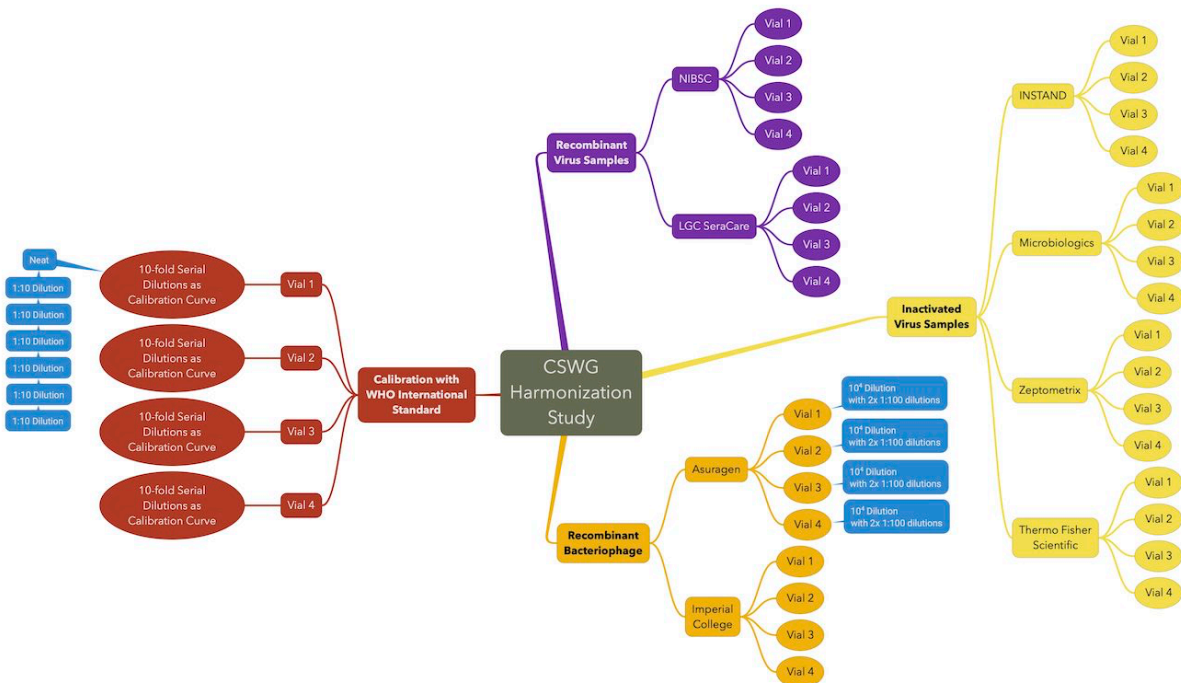 CSWG
Harmonization
Study
Calibration with
WHO International
Standard
Vial 1
10-fold Serial
Dilutions as
Calibration Curve
Neat
1:10 Dilution
1:10 Dilution
1:10 Dilution
1:10 Dilution
1:10 Dilution
1:10 Dilution
Vial 2
10-fold Serial
Dilutions as
Calibration Curve
Vial 3
10-fold Serial
Dilutions as
Calibration Curve
Vial 4
10-fold Serial
Dilutions as
Calibration Curve
Recombinant
Virus Samples
NIBSC
Vial 1
Vial 2
Vial 3
Vial 4
LGC SeraCare
Vial 1
Vial 2
Vial 3
Vial 4
Recombinant
Bacteriophage
Asuragen
Vial 1
10⁴ Dilution
with 2x 1:100 dilutions
Vial 2
10⁴ Dilution
with 2x 1:100 dilutions
Vial 3
10⁴ Dilution
with 2x 1:100 dilutions
Vial 4
10⁴ Dilution
with 2x 1:100 dilutions
Imperial
College
Vial 1
Vial 2
Vial 3
Vial 4
Inactivated
Virus Samples
INSTAND
Vial 1
Vial 2
Vial 3
Vial 4
Microbiologics
Vial 1
Vial 2
Vial 3
Vial 4
Zeptometrix
Vial 1
Vial 2
Vial 3
Vial 4
Thermo Fisher
Scientific
Vial 1
Vial 2
Vial 3
Vial 4